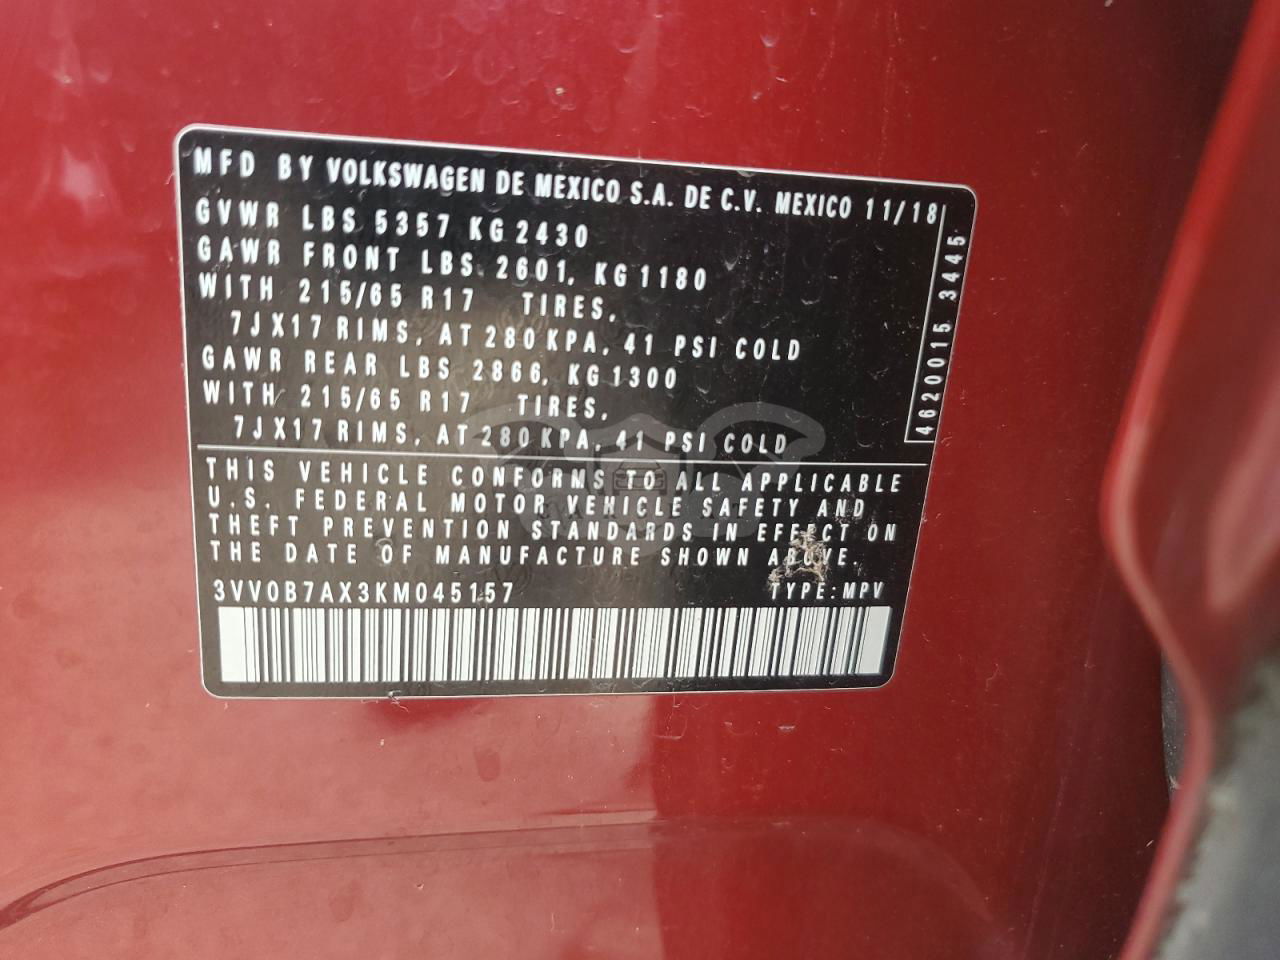 MFD BY VOLKSWAGEN DE MEXICO S.A. DE C.V. MEXICO 11/18
GVWR LBS 5357 KG 2430
GAWR FRONT LBS 2601, KG 1180
WITH 215/65 R17 TIRES,
7JX17 RIMS, AT 280 KPA, 41 PSI COLD
GAWR REAR LBS 2866, KG 1300
WITH 215/65 R17 TIRES,
7JX17 RIMS, AT 280 KPA, 41 PSI COLD
4620015 3445
THIS VEHICLE CONFORMS TO ALL APPLICABLE
U.S. FEDERAL MOTOR VEHICLE SAFETY AND
THEFT PREVENTION STANDARDS IN EFFECT ON
THE DATE OF MANUFACTURE SHOWN ABOVE.
3VV0B7AX3KM045157 TYPE: MPV